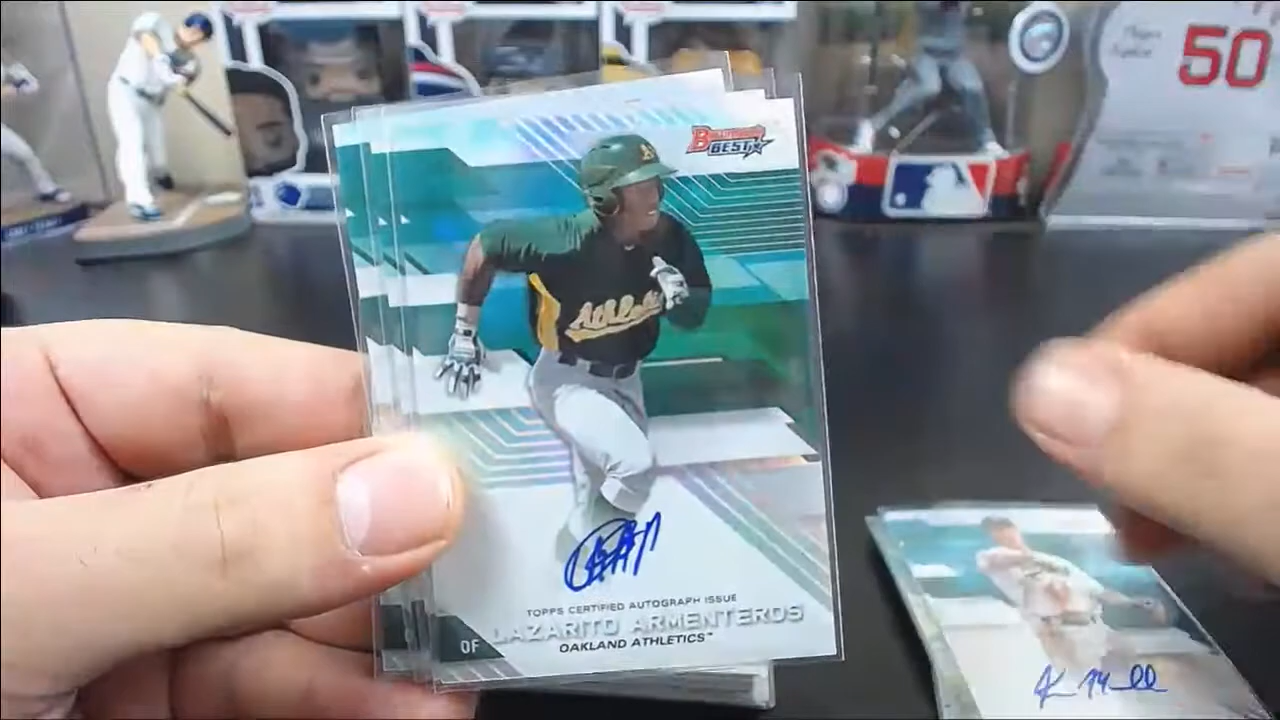 50
BOWMAN'S
BEST
A's
Athletics
TOPPS CERTIFIED AUTOGRAPH ISSUE
LAZARITO ARMENTEROS
OF
OAKLAND ATHLETICS™